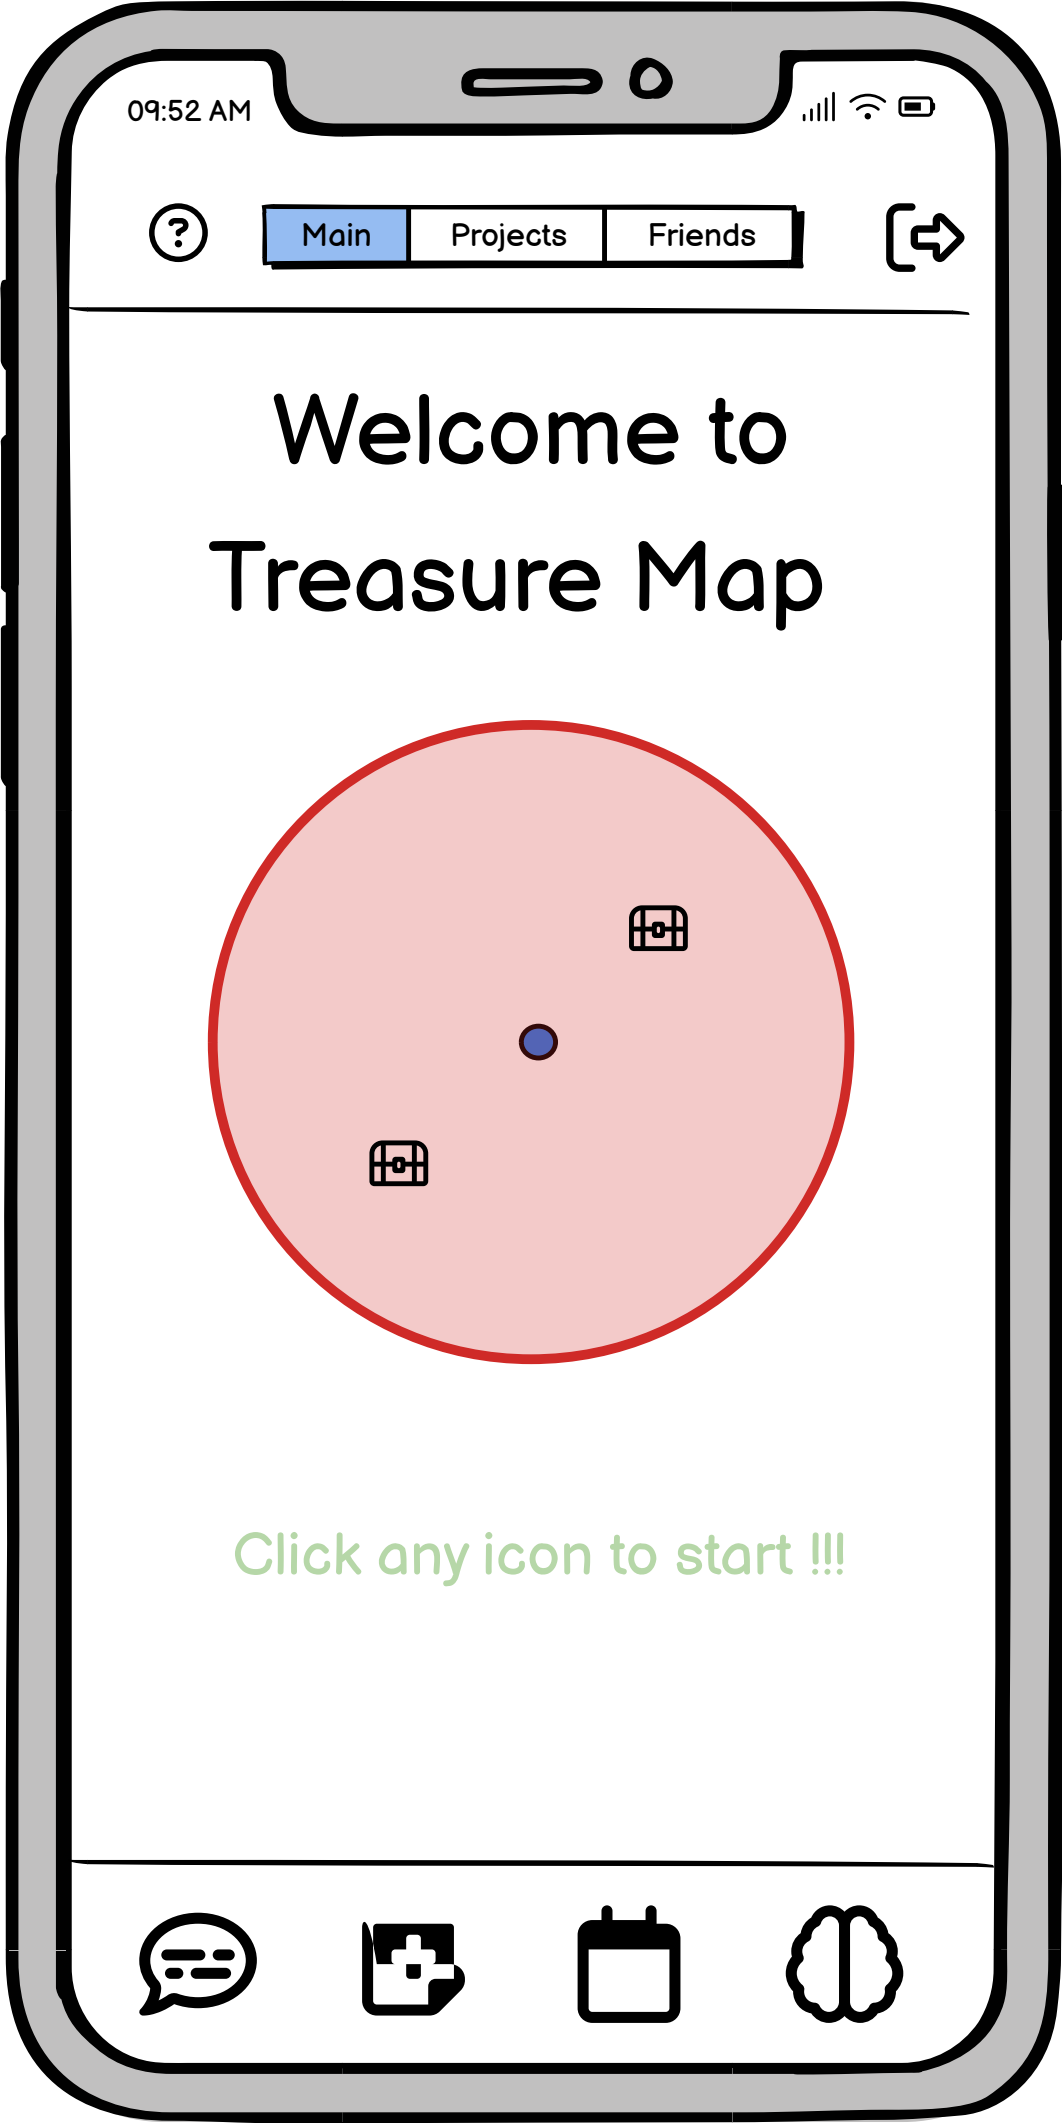 09:52 AM
?
Main Projects Friends
Welcome to
Treasure Map
Click any icon to start !!!